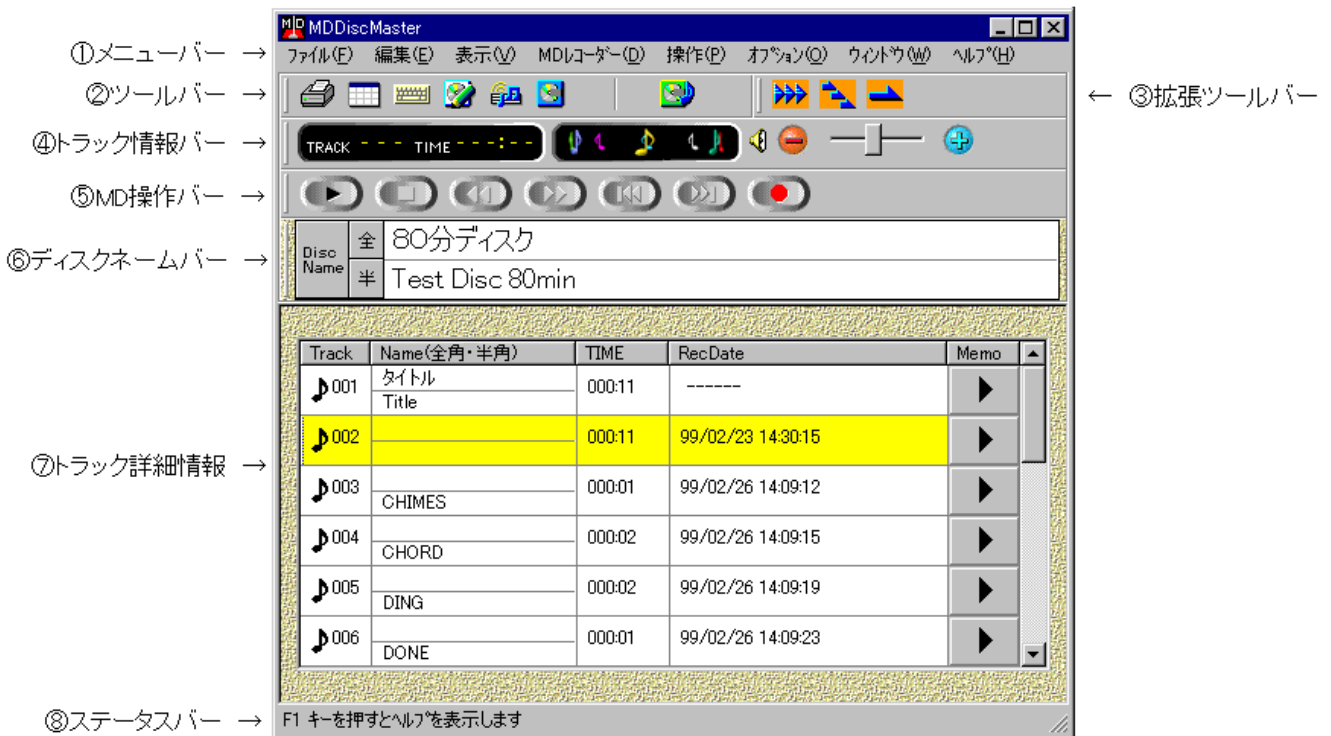 MDDiscMaster
①メニューバー →
ファイル(F) 編集(E) 表示(V) MDレコーダー(D) 操作(P) オプション(O) ウィンドウ(W) ヘルプ(H)
②ツールバー →
← ③拡張ツールバー
④トラック情報バー →
TRACK --- TIME ---:--
⑤MD操作バー →
⑥ディスクネームバー →
Disc Name
全 80分ディスク
半 Test Disc 80min
Track Name(全角・半角) TIME RecDate Memo
001 タイトル 000:11 ------
Title
002 000:11 99/02/23 14:30:15
⑦トラック詳細情報 →
003 000:01 99/02/26 14:09:12
CHIMES
004 000:02 99/02/26 14:09:15
CHORD
005 000:02 99/02/26 14:09:19
DING
006 000:01 99/02/26 14:09:23
DONE
⑧ステータスバー →
F1 キーを押すとヘルプを表示します